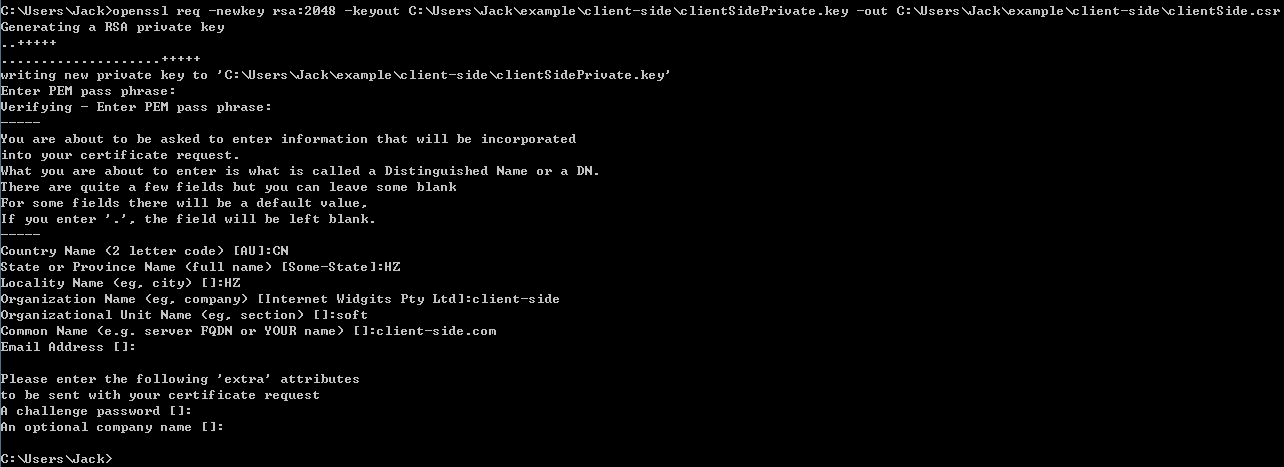 C:\Users\Jack>openssl req -newkey rsa:2048 -keyout C:\Users\Jack\example\client-side\clientSidePrivate.key -out C:\Users\Jack\example\client-side\clientSide.csr
Generating a RSA private key
..+++++
....................+++++
writing new private key to 'C:\Users\Jack\example\client-side\clientSidePrivate.key'
Enter PEM pass phrase:
Verifying - Enter PEM pass phrase:
-----
You are about to be asked to enter information that will be incorporated
into your certificate request.
What you are about to enter is what is called a Distinguished Name or a DN.
There are quite a few fields but you can leave some blank
For some fields there will be a default value,
If you enter '.', the field will be left blank.
-----
Country Name (2 letter code) [AU]:CN
State or Province Name (full name) [Some-State]:HZ
Locality Name (eg, city) []:HZ
Organization Name (eg, company) [Internet Widgits Pty Ltd]:client-side
Organizational Unit Name (eg, section) []:soft
Common Name (e.g. server FQDN or YOUR name) []:client-side.com
Email Address []:
Please enter the following 'extra' attributes
to be sent with your certificate request
A challenge password []:
An optional company name []:
C:\Users\Jack>